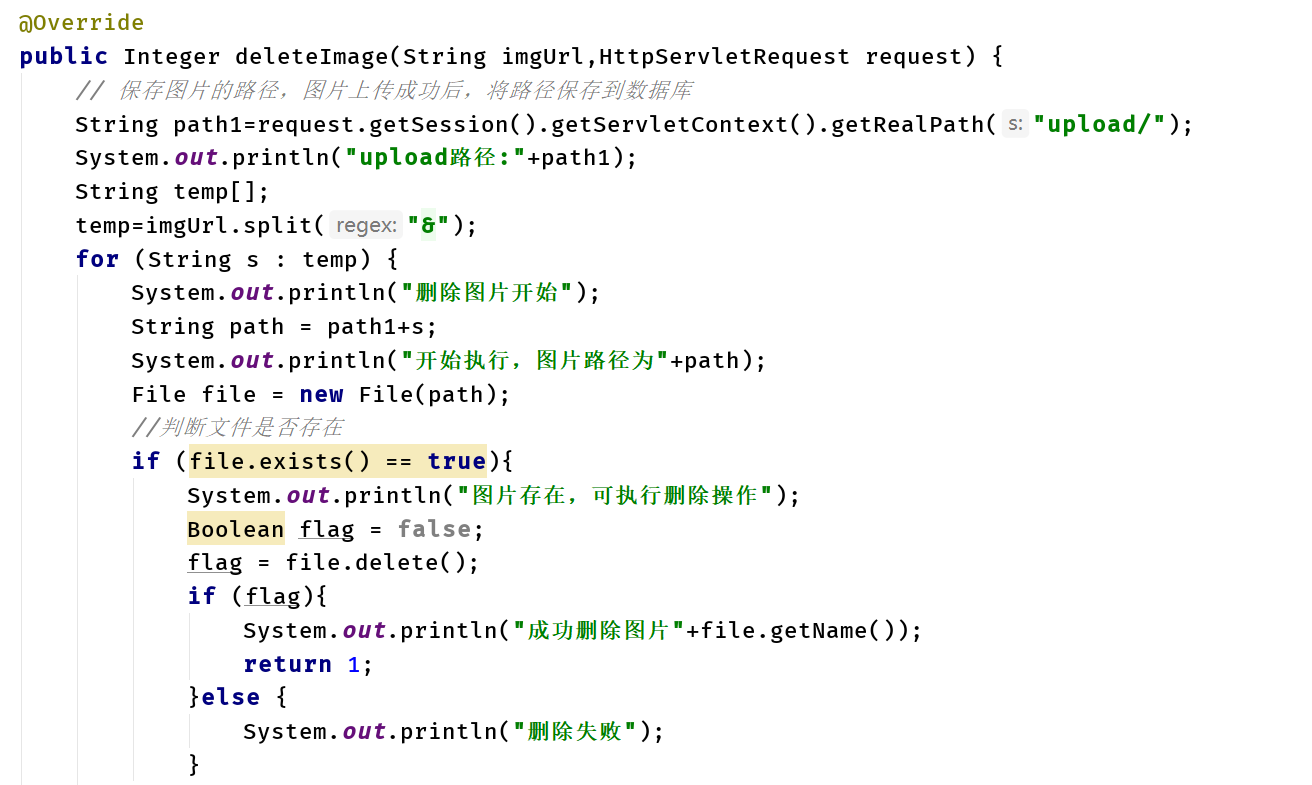 @Override
public Integer deleteImage(String imgUrl,HttpServletRequest request) {
// 保存图片的路径，图片上传成功后，将路径保存到数据库
String path1=request.getSession().getServletContext().getRealPath( s: "upload/");
System.out.println("upload路径:"+path1);
String temp[];
temp=imgUrl.split( regex: "&");
for (String s : temp) {
System.out.println("删除图片开始");
String path = path1+s;
System.out.println("开始执行，图片路径为"+path);
File file = new File(path);
//判断文件是否存在
if (file.exists() == true){
System.out.println("图片存在，可执行删除操作");
Boolean flag = false;
flag = file.delete();
if (flag){
System.out.println("成功删除图片"+file.getName());
return 1;
}else {
System.out.println("删除失败");
}